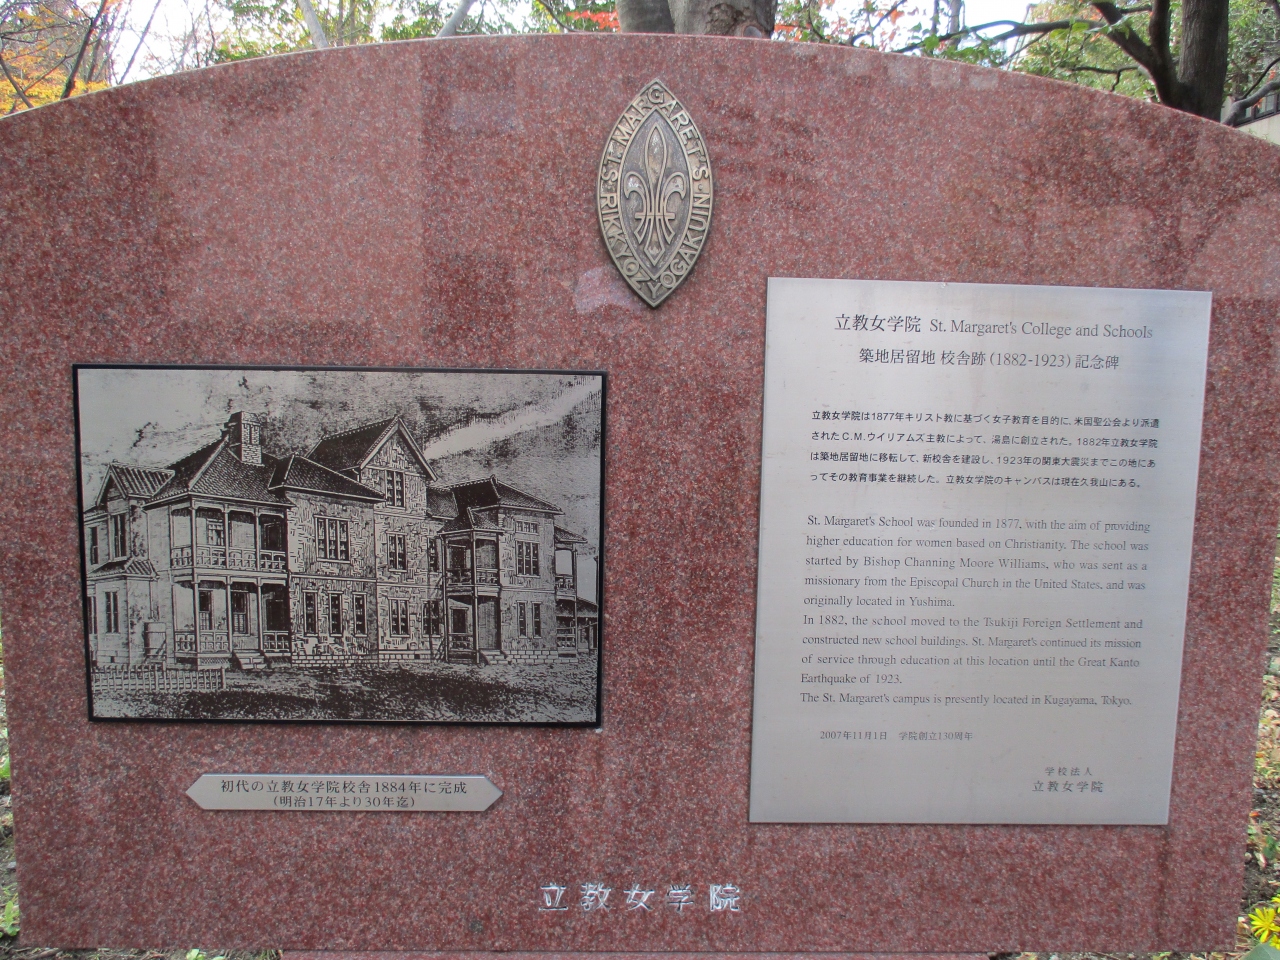 ST. MARGARET'S
RIKKYO JYOGAKUIN
立教女学院 St. Margaret's College and Schools
築地居留地 校舎跡(1882-1923)記念碑
立教女学院は1877年キリスト教に基づく女子教育を目的に、米国聖公会より派遣
されたC.M.ウイリアムズ主教によって、湯島に創立された。1882年立教女学院
は築地居留地に移転して、新校舎を建設し、1923年の関東大震災までこの地にあ
ってその教育事業を継続した。立教女学院のキャンパスは現在久我山にある。
St. Margaret's School was founded in 1877, with the aim of providing
higher education for women based on Christianity. The school was
started by Bishop Channing Moore Williams, who was sent as a
missionary from the Episcopal Church in the United States, and was
originally located in Yushima.
In 1882, the school moved to the Tsukiji Foreign Settlement and
constructed new school buildings. St. Margaret's continued its mission
of service through education at this location until the Great Kanto
Earthquake of 1923.
The St. Margaret's campus is presently located in Kugayama, Tokyo.
2007年11月1日 学院創立130周年
学校法人
立教女学院
初代の立教女学院校舎1884年に完成
(明治17年より30年迄)
立教女学院